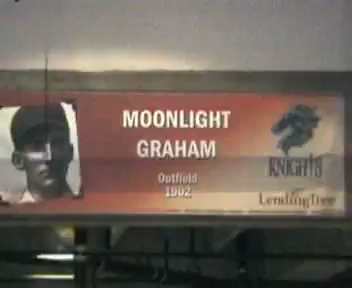 MOONLIGHT
GRAHAM
Outfield
1902
KNIGHTS
LendingTree